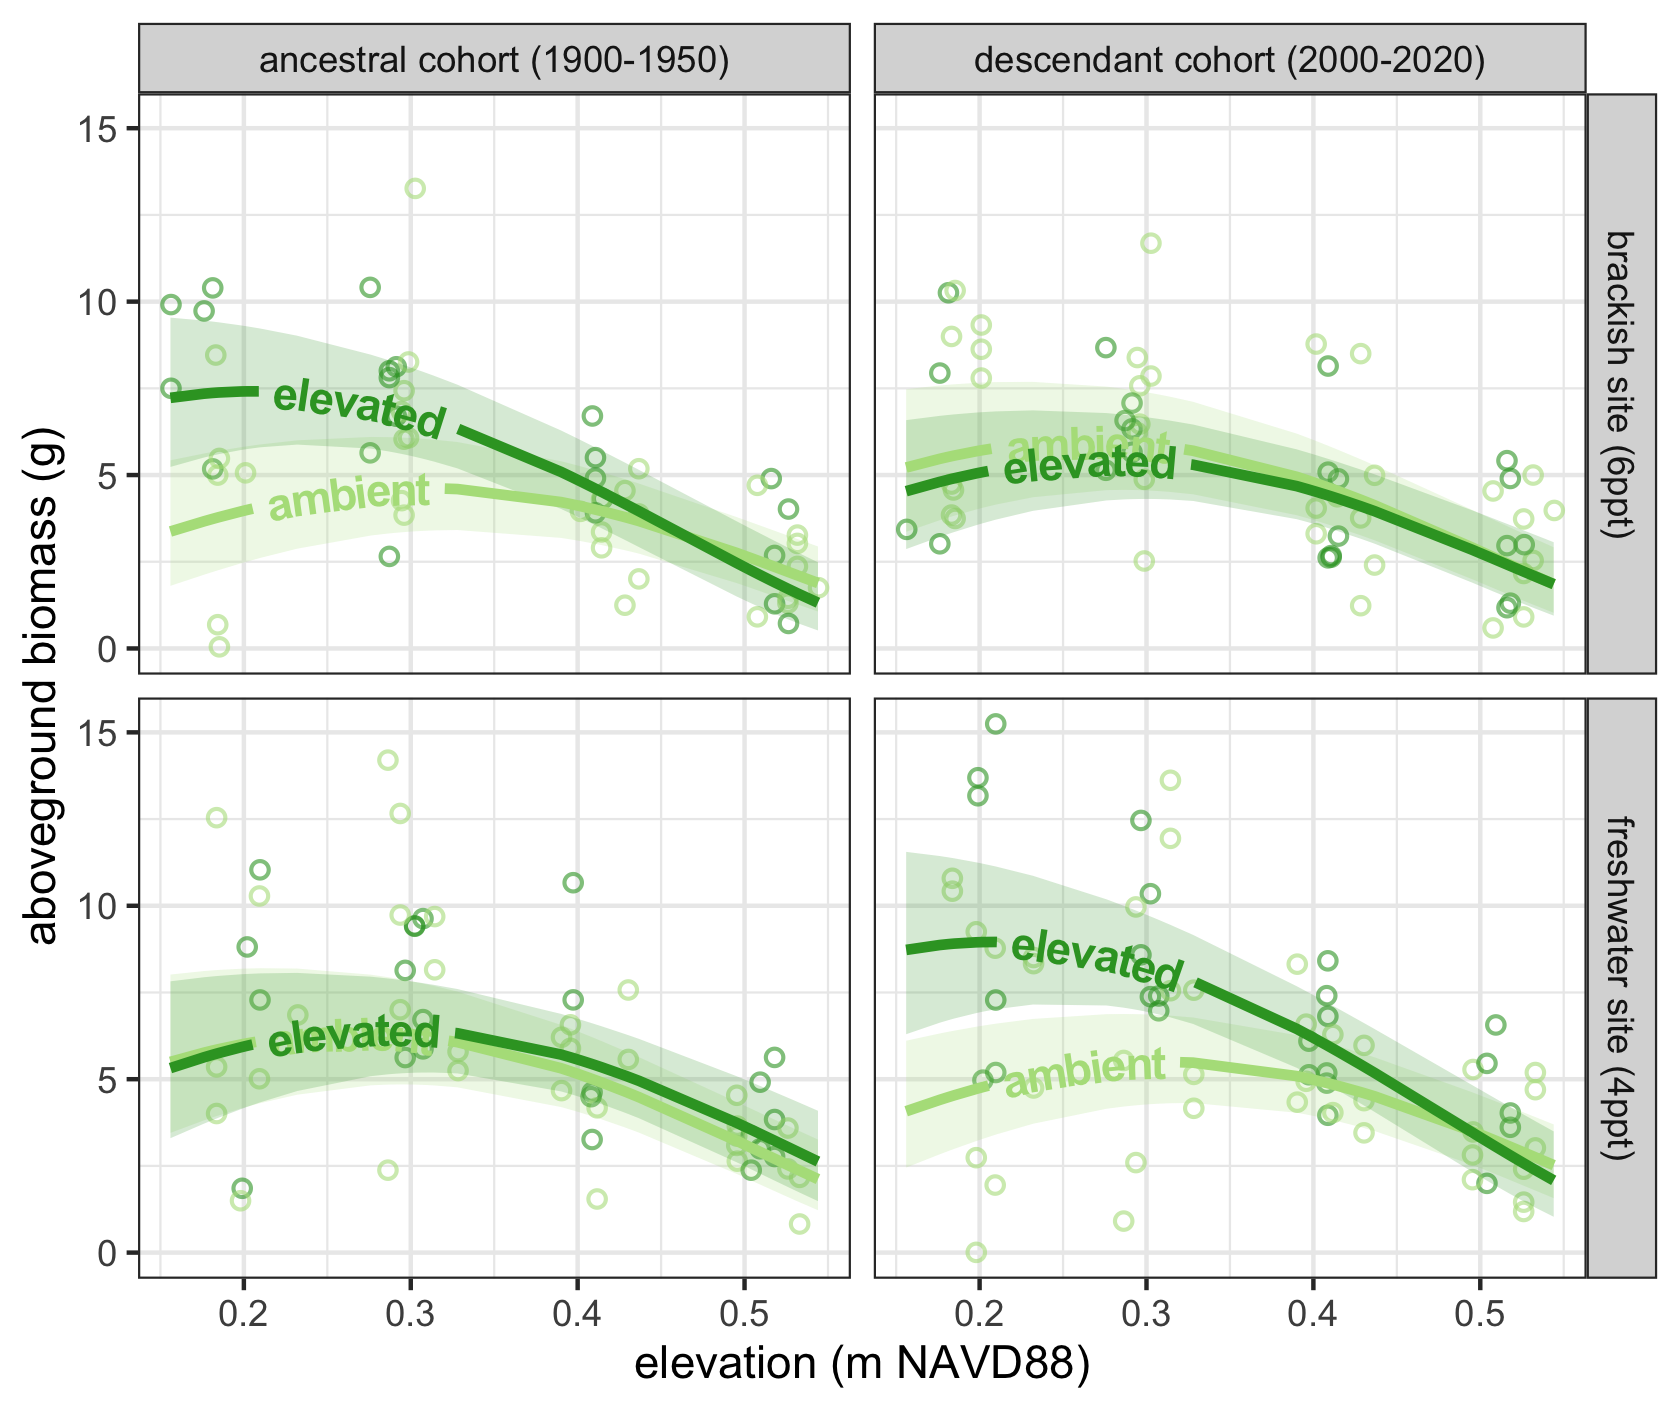 ancestral cohort (1900-1950)
descendant cohort (2000-2020)
brackish site (6ppt)
freshwater site (4ppt)
aboveground biomass (g)
15
10
5
0
elevated
ambient
ambient
elevated
15
10
5
0
elevated
elevated
ambient
0.2
0.3
0.4
0.5
0.2
0.3
0.4
0.5
elevation (m NAVD88)